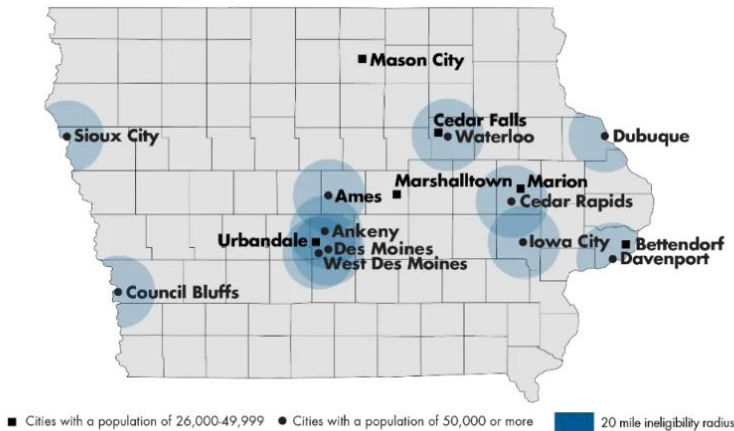 Mason City
Cedar Falls
Sioux City
Waterloo
Dubuque
Marshalltown
Marion
Ames
Cedar Rapids
Ankeny
Urbandale
Des Moines
Iowa City
Bettendorf
West Des Moines
Davenport
Council Bluffs
Cities with a population of 26,000-49,999
Cities with a population of 50,000 or more
20 mile ineligibility radius